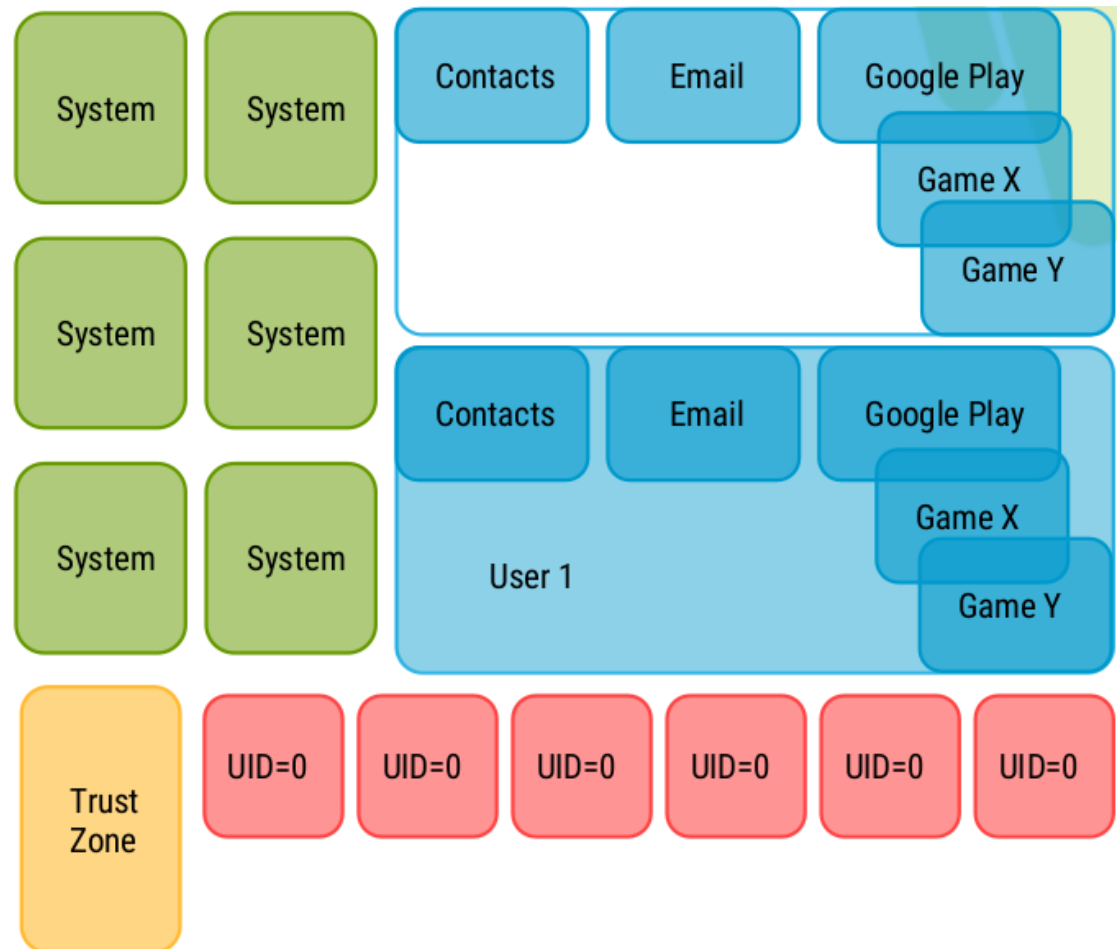 System
System
Contacts
Email
Google Play
Game X
Game Y
System
System
Contacts
Email
Google Play
Game X
Game Y
System
System
User 1
Trust
Zone
UID=0
UID=0
UID=0
UID=0
UID=0
UID=0